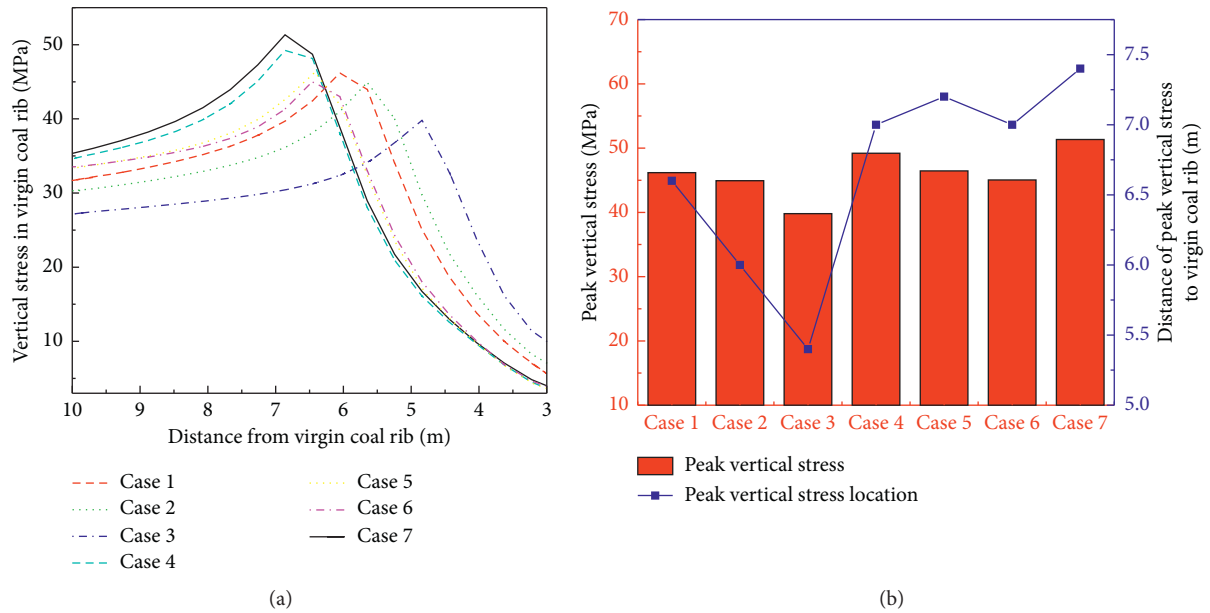 (a)
Vertical stress in virgin coal rib (MPa)
50
40
30
20
10
10 9 8 7 6 5 4 3
Distance from virgin coal rib (m)
Case 1
Case 2
Case 3
Case 4
Case 5
Case 6
Case 7
(a)
(b)
Peak vertical stress (MPa)
70
60
50
40
30
20
10
Distance of peak vertical stress
to virgin coal rib (m)
7.5
7.0
6.5
6.0
5.5
5.0
Case 1 Case 2 Case 3 Case 4 Case 5 Case 6 Case 7
Peak vertical stress
Peak vertical stress location
(b)